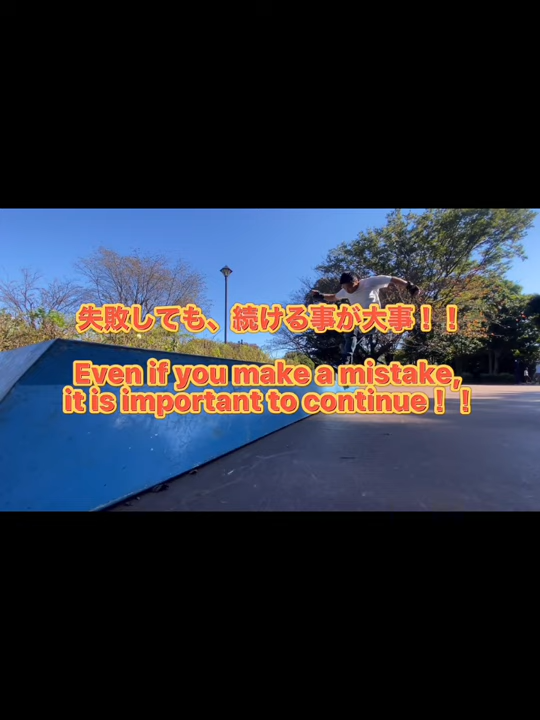 失敗しても、続ける事が大事！！
Even if you make a mistake,
it is important to continue！！